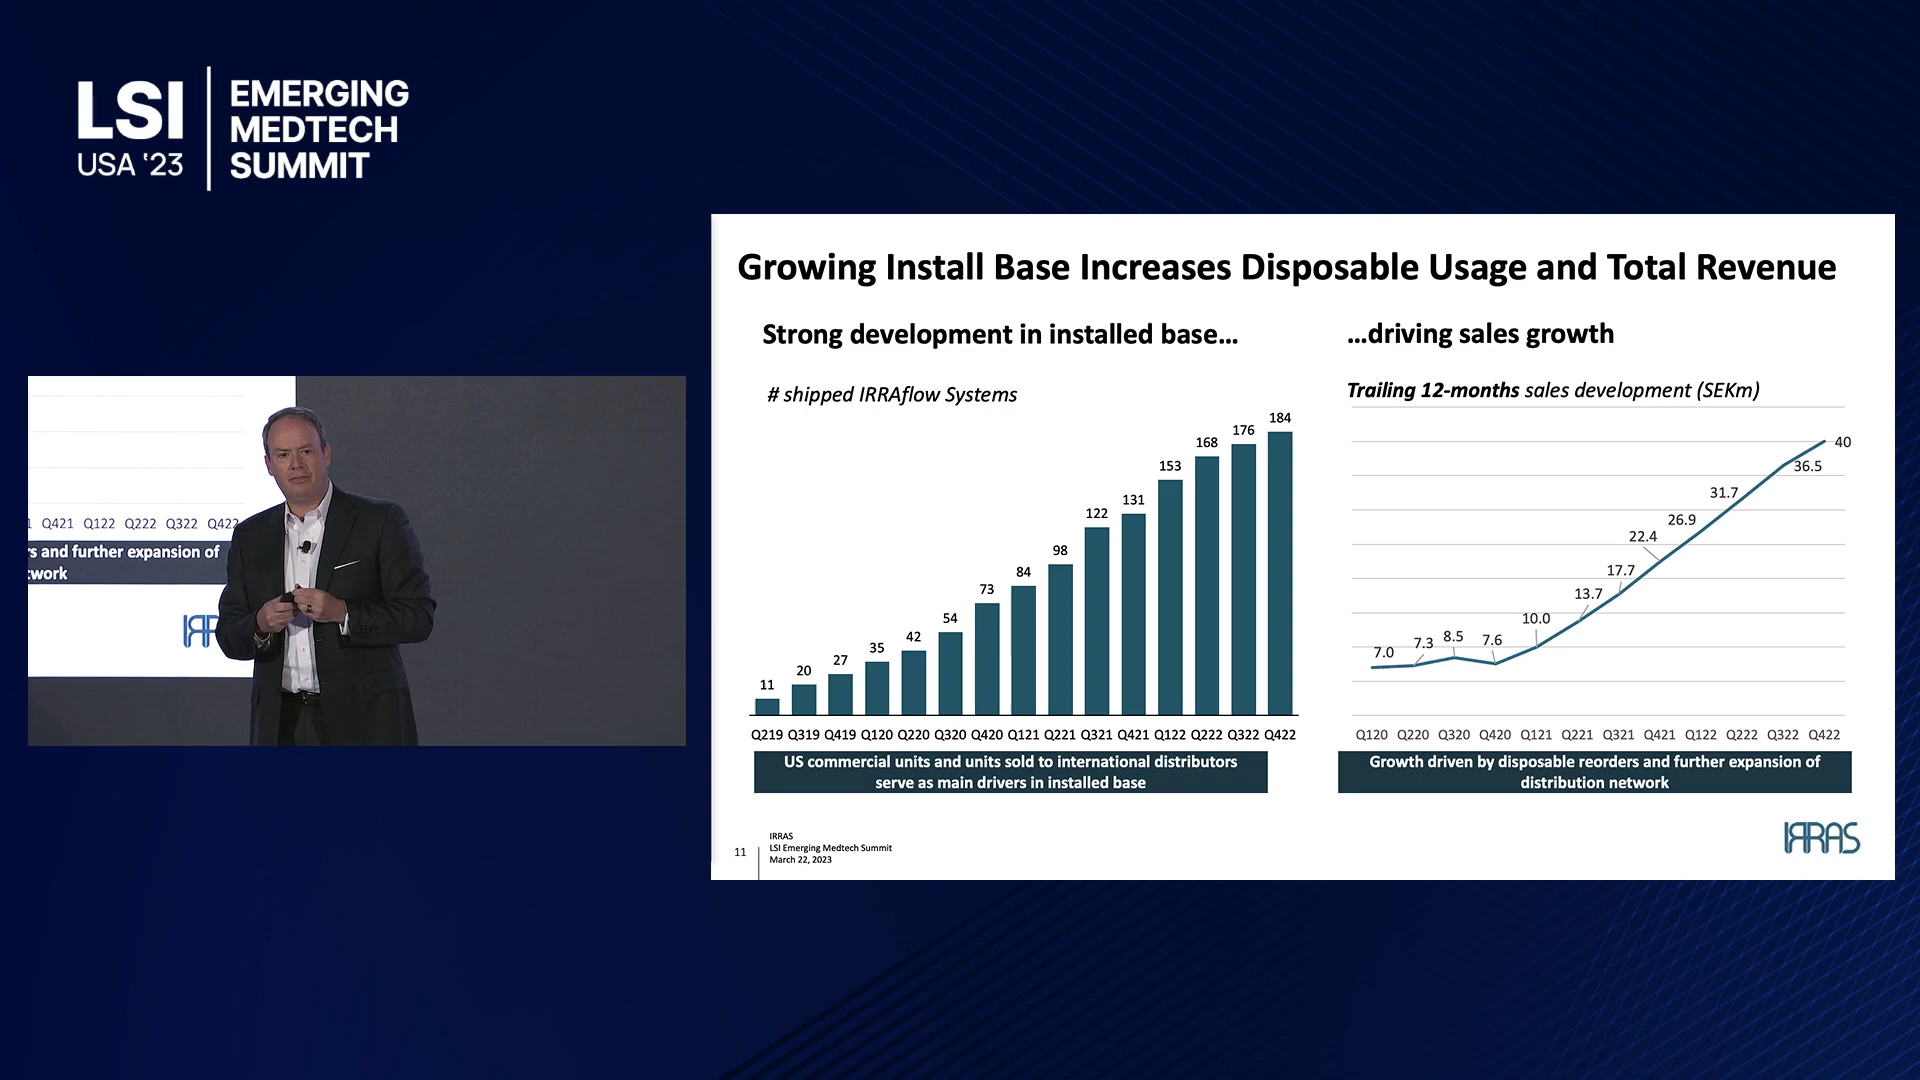 LSI
USA '23
EMERGING
MEDTECH
SUMMIT
Q421 Q122 Q222 Q322 Q422
and further expansion of
Growing Install Base Increases Disposable Usage and Total Revenue
Strong development in installed base...
# shipped IRRAflow Systems
11 20 27 35 42 54 73 84 98 122 131 153 168 176 184
Q219 Q319 Q419 Q120 Q220 Q320 Q420 Q121 Q221 Q321 Q421 Q122 Q222 Q322 Q422
US commercial units and units sold to international distributors
serve as main drivers in installed base
...driving sales growth
Trailing 12-months sales development (SEKm)
7.0 7.3 8.5 7.6 10.0 13.7 17.7 22.4 26.9 31.7 36.5 40
Q120 Q220 Q320 Q420 Q121 Q221 Q321 Q421 Q122 Q222 Q322 Q422
Growth driven by disposable reorders and further expansion of
distribution network
11
IRRAS
LSI Emerging Medtech Summit
March 22, 2023
IRRAS